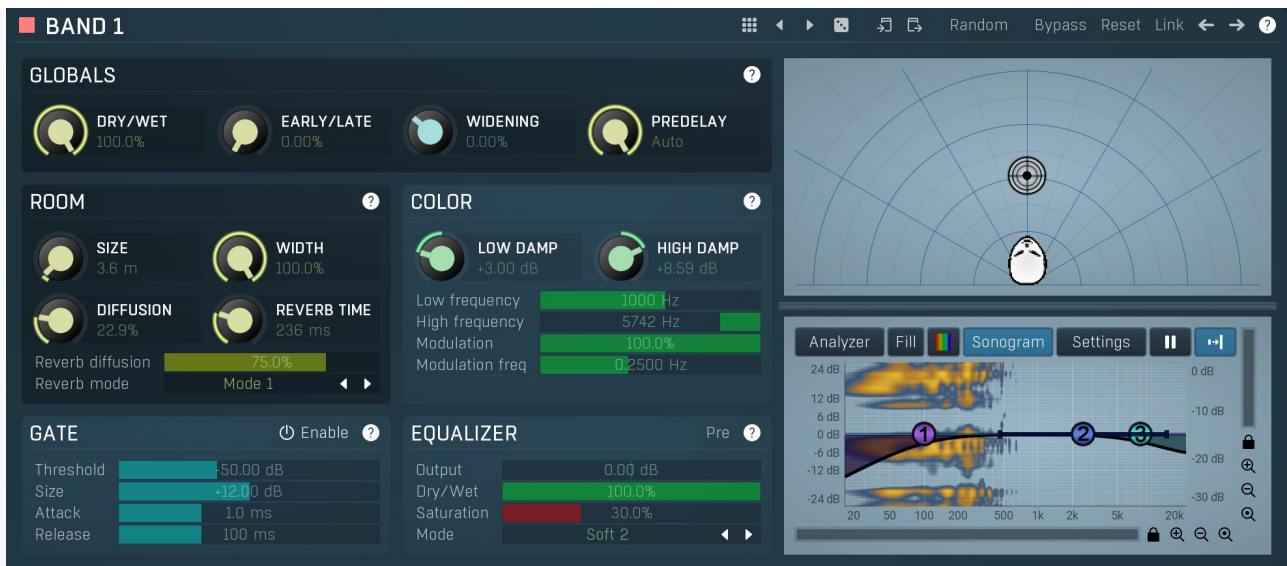 BAND 1
Random Bypass Reset Link ?
GLOBALS ?
DRY/WET
100.0%
EARLY/LATE
0.00%
WIDENING
0.00%
PREDELAY
Auto
ROOM ?
SIZE
3.6 m
WIDTH
100.0%
DIFFUSION
22.9%
REVERB TIME
236 ms
Reverb diffusion 75.0%
Reverb mode Mode 1
COLOR ?
LOW DAMP
+3.00 dB
HIGH DAMP
+8.59 dB
Low frequency 1000 Hz
High frequency 5742 Hz
Modulation 100.0%
Modulation freq 0.2500 Hz
GATE Enable ?
Threshold -50.00 dB
Size +12.00 dB
Attack 1.0 ms
Release 100 ms
EQUALIZER Pre ?
Output 0.00 dB
Dry/Wet 100.0%
Saturation 30.0%
Mode Soft 2
Analyzer Fill Sonogram Settings
24 dB 0 dB
12 dB -10 dB
6 dB
0 dB 1 2 3
-6 dB -20 dB
-12 dB
-24 dB -30 dB
20 50 100 200 500 1k 2k 5k 20k